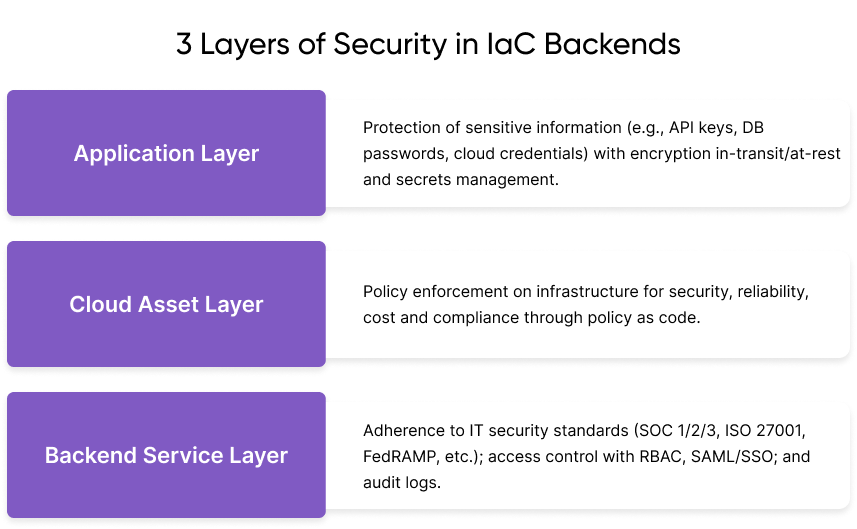 3 Layers of Security in IaC Backends
Application Layer
Protection of sensitive information (e.g., API keys, DB
passwords, cloud credentials) with encryption in-transit/at-rest
and secrets management.
Cloud Asset Layer
Policy enforcement on infrastructure for security, reliability,
cost and compliance through policy as code.
Backend Service Layer
Adherence to IT security standards (SOC 1/2/3, ISO 27001,
FedRAMP, etc.); access control with RBAC, SAML/SSO; and
audit logs.